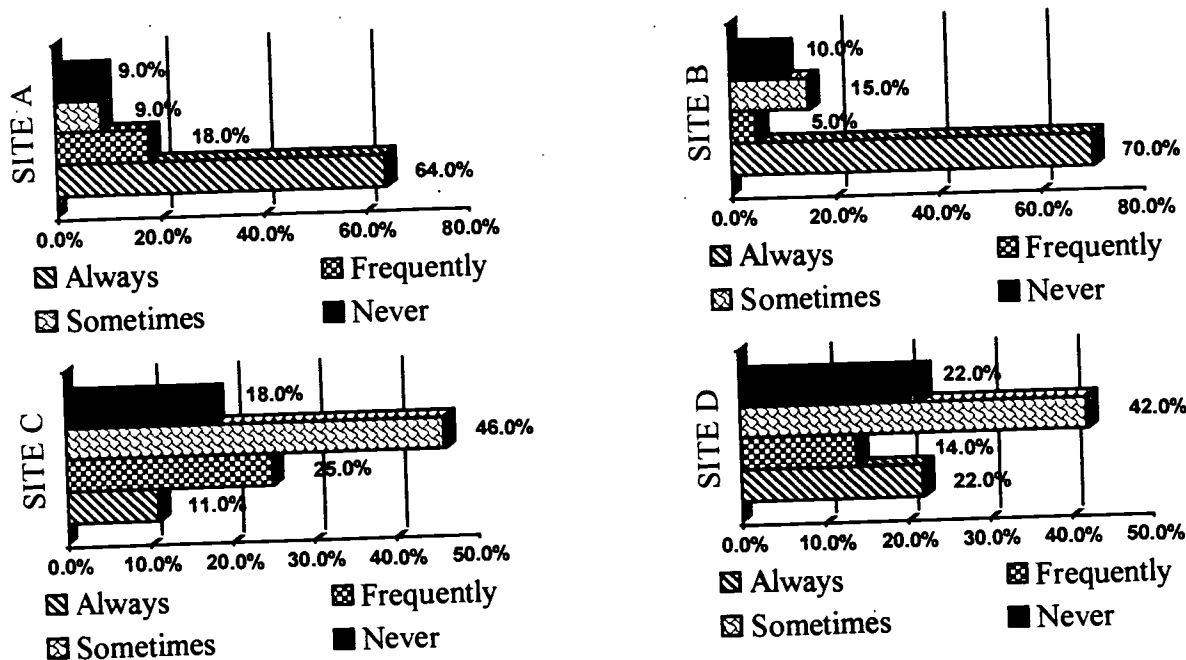 SITE A
9.0%
9.0%
18.0%
64.0%
0.0% 20.0% 40.0% 60.0% 80.0%
Always Frequently
Sometimes Never
SITE B
10.0%
15.0%
5.0%
70.0%
0.0% 20.0% 40.0% 60.0% 80.0%
Always Frequently
Sometimes Never
SITE C
18.0%
46.0%
25.0%
11.0%
0.0% 10.0% 20.0% 30.0% 40.0% 50.0%
Always Frequently
Sometimes Never
SITE D
22.0%
42.0%
14.0%
22.0%
0.0% 10.0% 20.0% 30.0% 40.0% 50.0%
Always Frequently
Sometimes Never